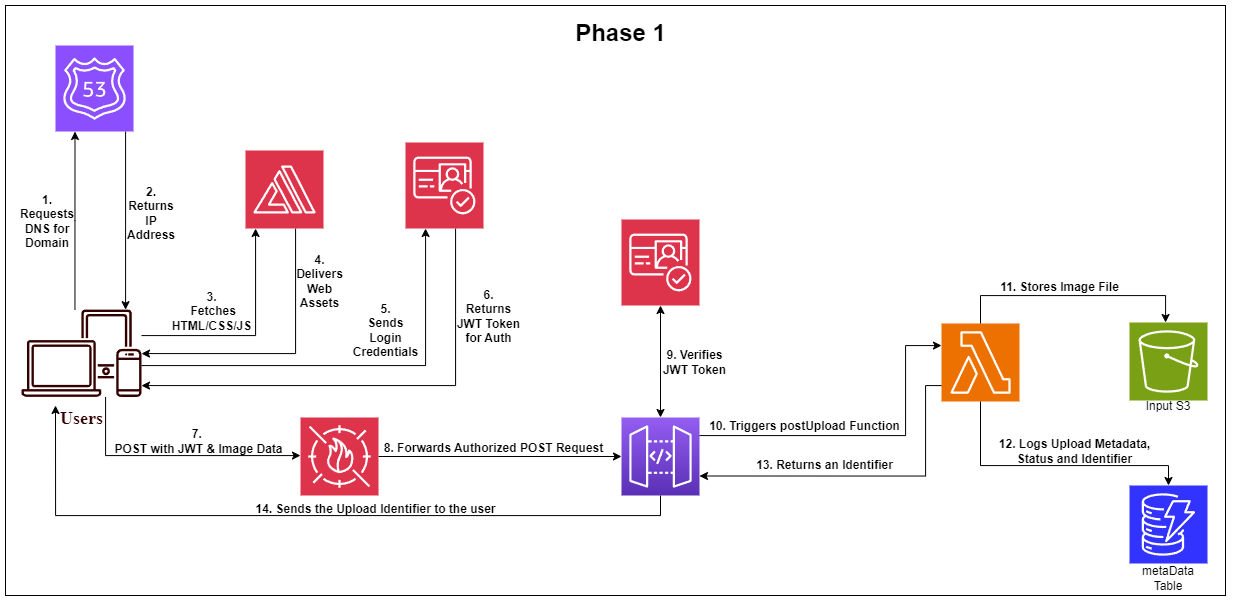 Phase 1
53
1.
Requests
DNS for
Domain
2.
Returns
IP
Address
3.
Fetches
HTML/CSS/JS
4.
Delivers
Web
Assets
5.
Sends
Login
Credentials
6.
Returns
JWT Token
for Auth
Users
7.
POST with JWT & Image Data
8. Forwards Authorized POST Request
9. Verifies
JWT Token
</>
10. Triggers postUpload Function
11. Stores Image File
Input S3
12. Logs Upload Metadata,
Status and Identifier
metaData
Table
13. Returns an Identifier
14. Sends the Upload Identifier to the user